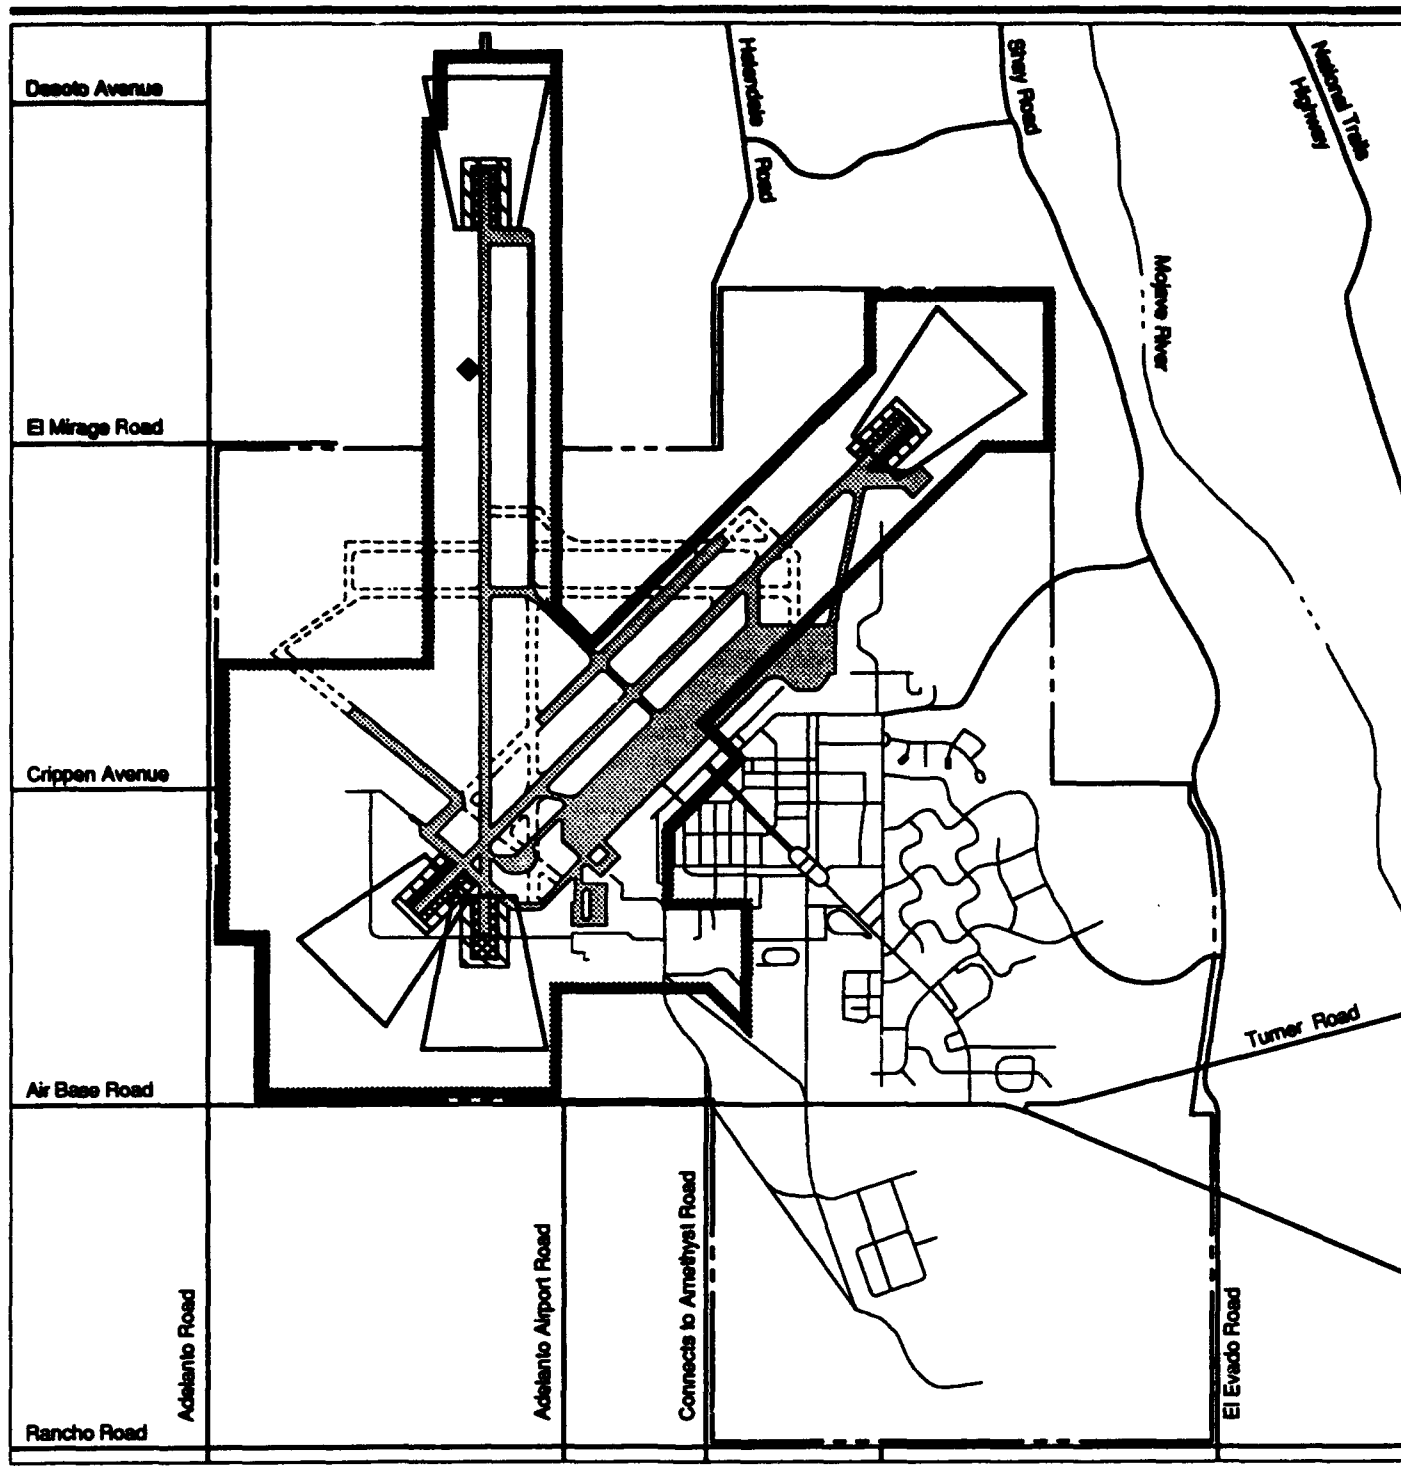 Desoto Avenue
Helendale
Road
Shay Road
National Trails
Highway
Mojave River
El Mirage Road
Crippen Avenue
Turner Road
Air Base Road
Adelanto Road
Adelanto Airport Road
Connects to Amethyst Road
El Evado Road
Rancho Road